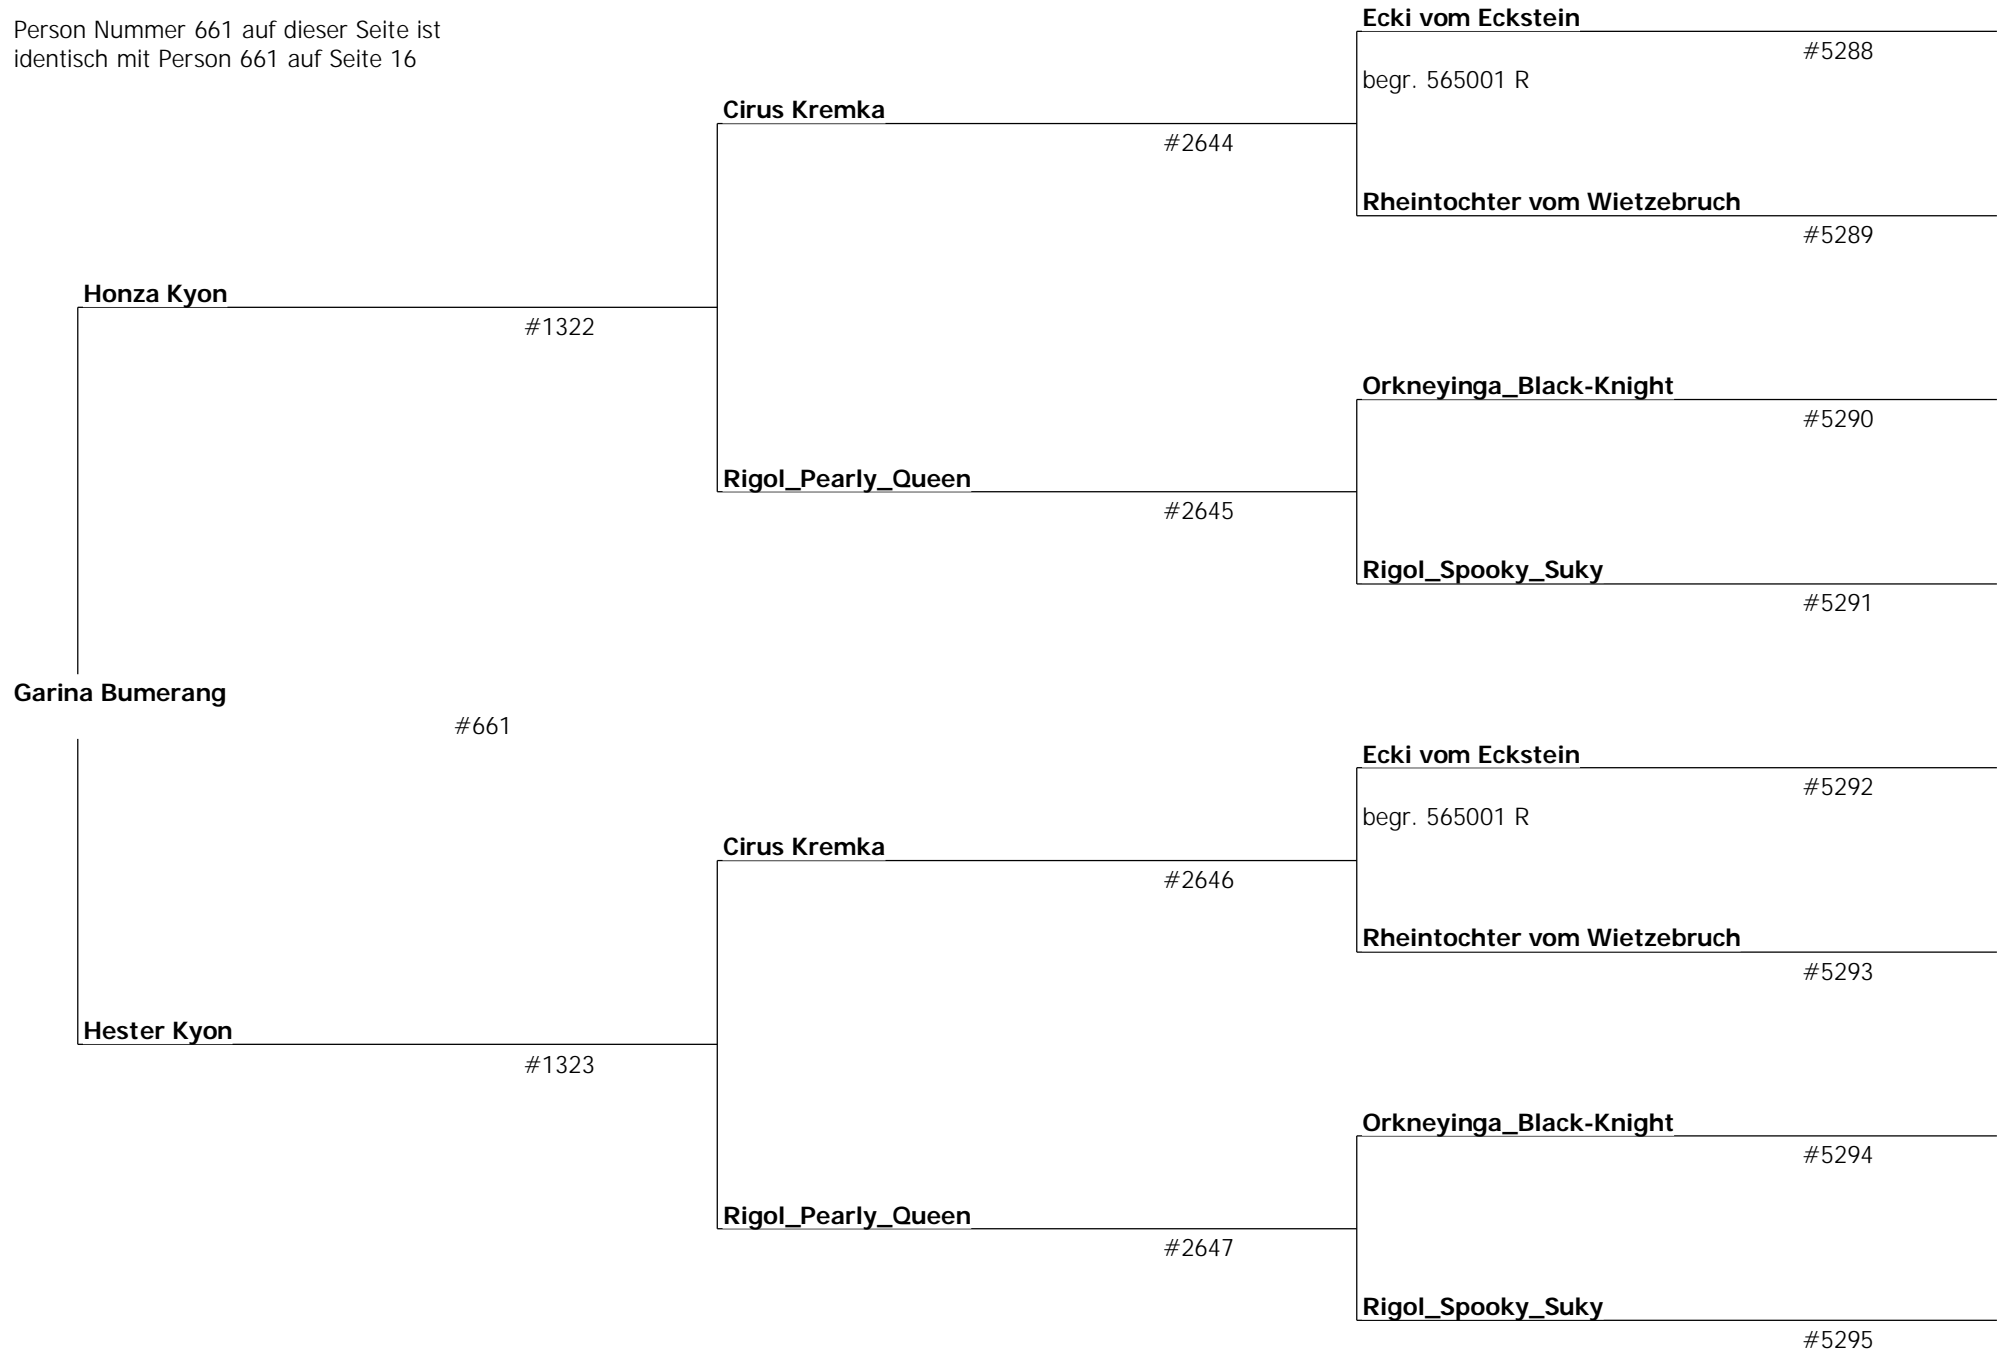 Person Nummer 661 auf dieser Seite ist
identisch mit Person 661 auf Seite 16
Ecki vom Eckstein
#5288
begr. 565001 R
Cirus Kremka
#2644
Rheintochter vom Wietzebruch
#5289
Honza Kyon
#1322
Orkneyinga_Black-Knight
#5290
Rigol_Pearly_Queen
#2645
Rigol_Spooky_Suky
#5291
Garina Bumerang
#661
Ecki vom Eckstein
#5292
begr. 565001 R
Cirus Kremka
#2646
Rheintochter vom Wietzebruch
#5293
Hester Kyon
#1323
Orkneyinga_Black-Knight
#5294
Rigol_Pearly_Queen
#2647
Rigol_Spooky_Suky
#5295